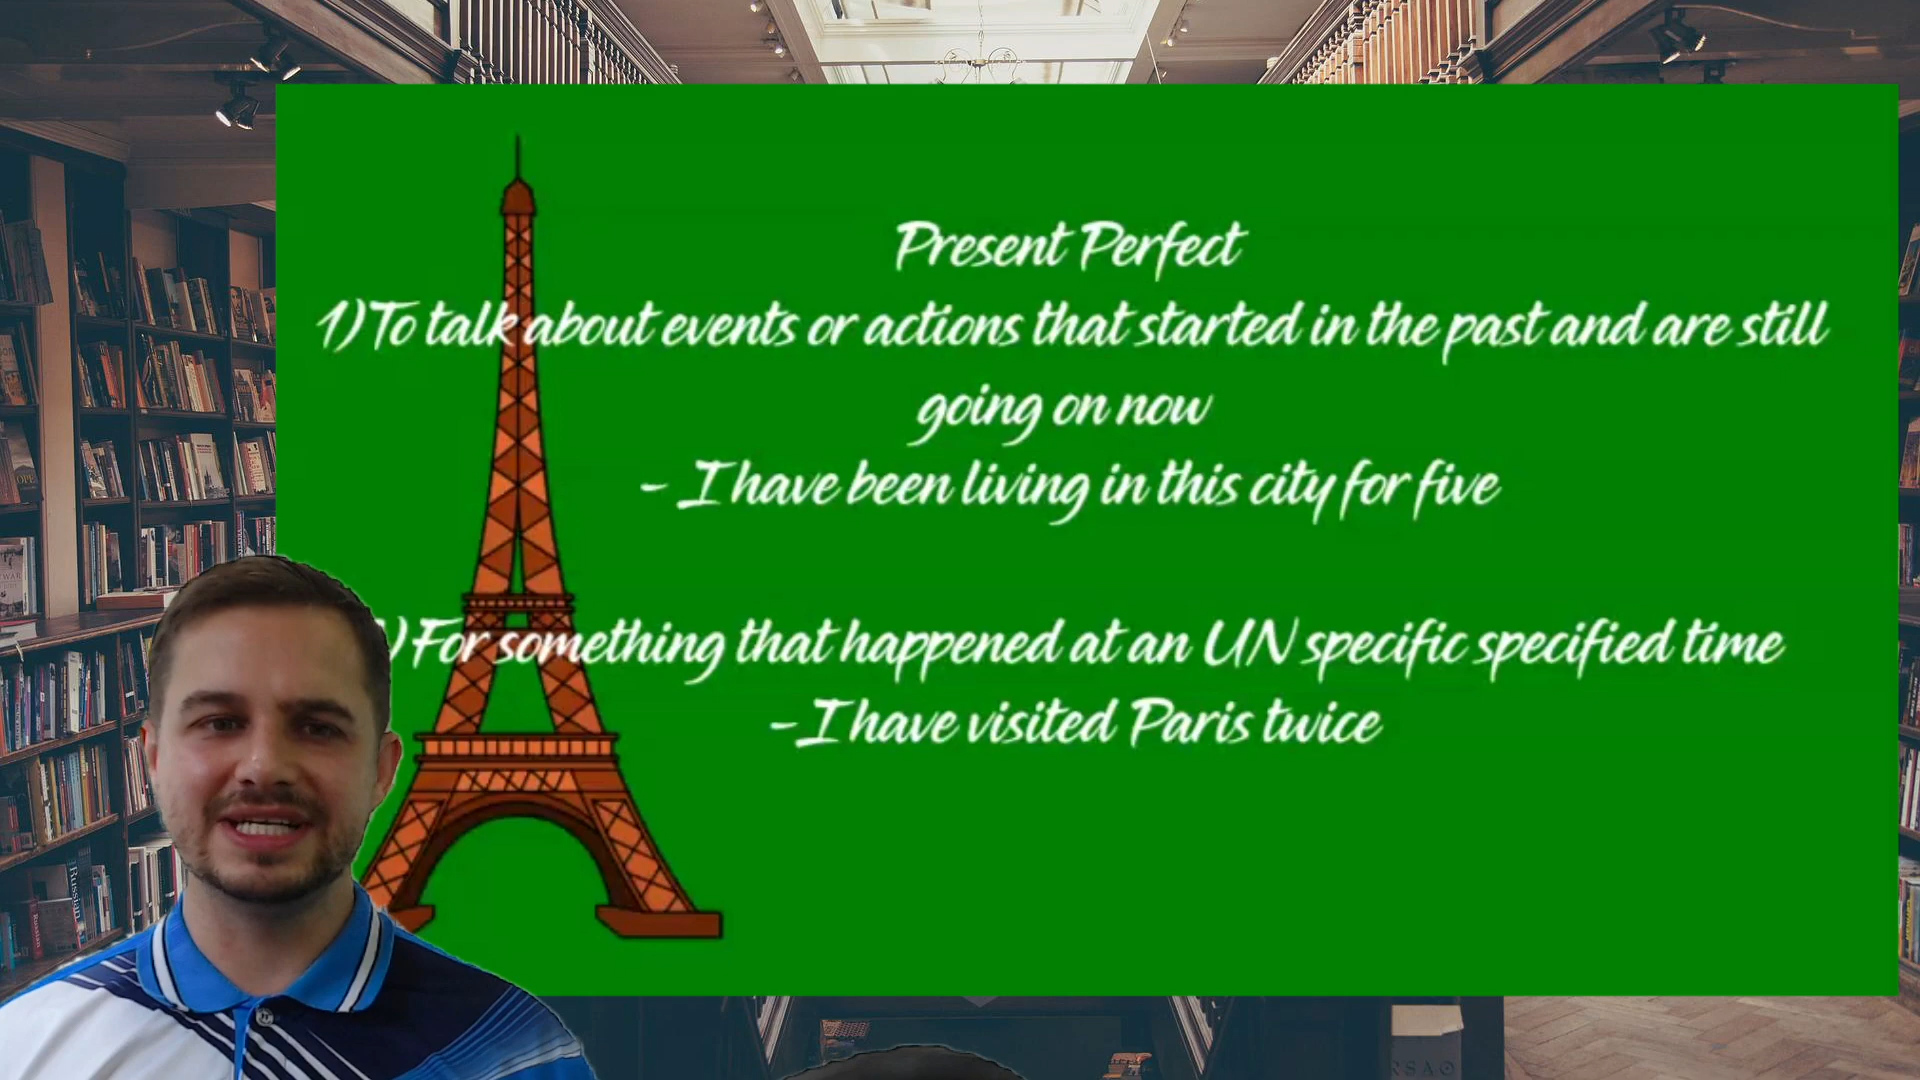 Present Perfect
1) To talk about events or actions that started in the past and are still
going on now
- I have been living in this city for five
) For something that happened at an UN specific specified time
- I have visited Paris twice
Russian